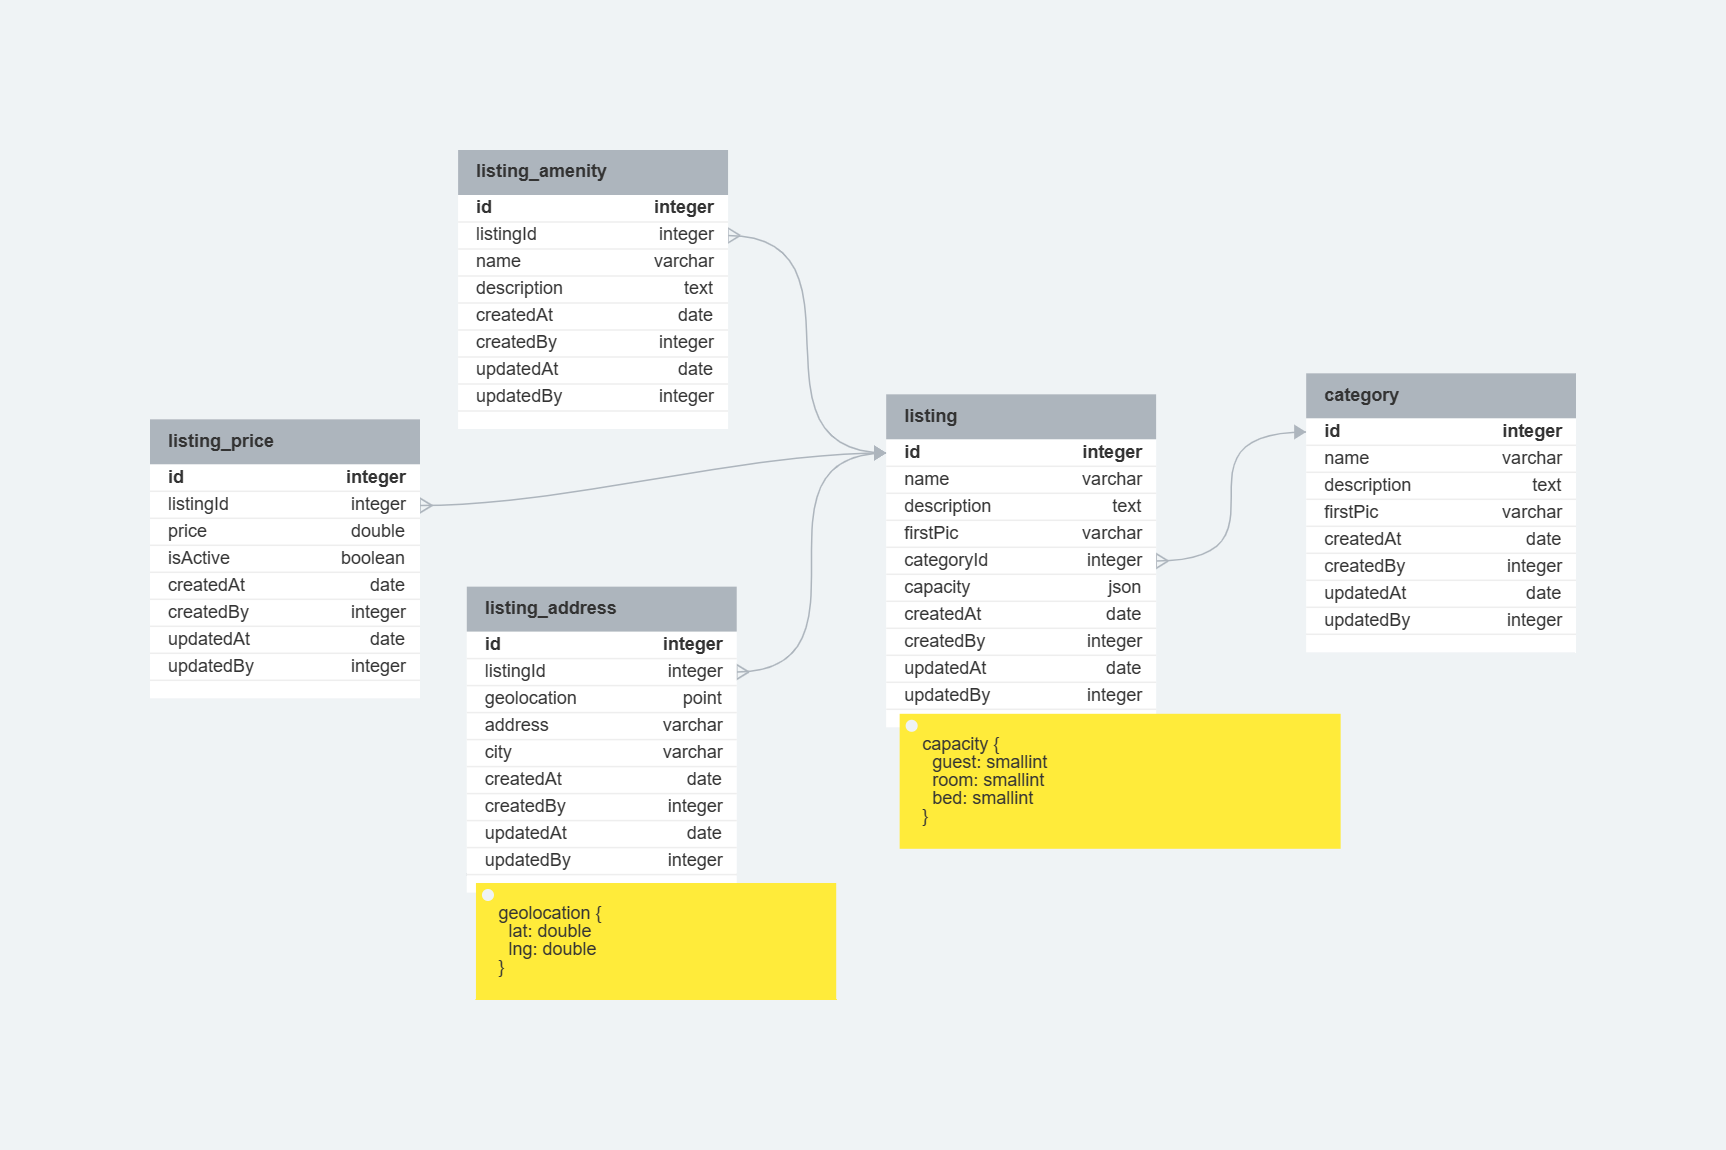 listing_amenity
id integer
listingId integer
name varchar
description text
createdAt date
createdBy integer
updatedAt date
updatedBy integer
listing_price
id integer
listingId integer
price double
isActive boolean
createdAt date
createdBy integer
updatedAt date
updatedBy integer
listing_address
id integer
listingId integer
geolocation point
address varchar
city varchar
createdAt date
createdBy integer
updatedAt date
updatedBy integer
geolocation {
lat: double
lng: double
}
listing
id integer
name varchar
description text
firstPic varchar
categoryId integer
capacity json
createdAt date
createdBy integer
updatedAt date
updatedBy integer
capacity {
guest: smallint
room: smallint
bed: smallint
}
category
id integer
name varchar
description text
firstPic varchar
createdAt date
createdBy integer
updatedAt date
updatedBy integer